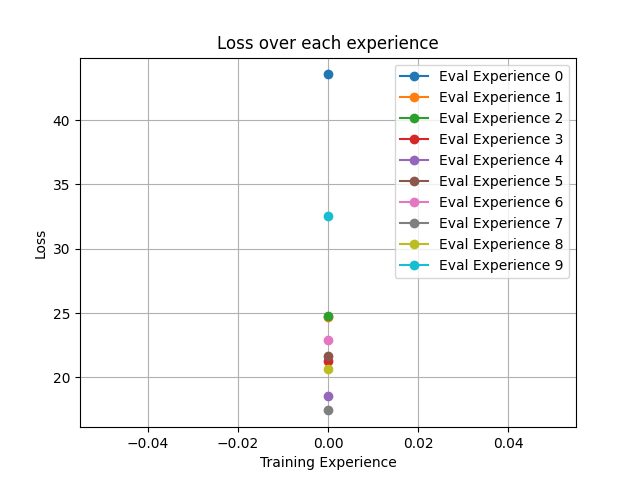 Loss over each experience
Loss
40
35
30
25
20
Eval Experience 0
Eval Experience 1
Eval Experience 2
Eval Experience 3
Eval Experience 4
Eval Experience 5
Eval Experience 6
Eval Experience 7
Eval Experience 8
Eval Experience 9
−0.04 −0.02 0.00 0.02 0.04
Training Experience